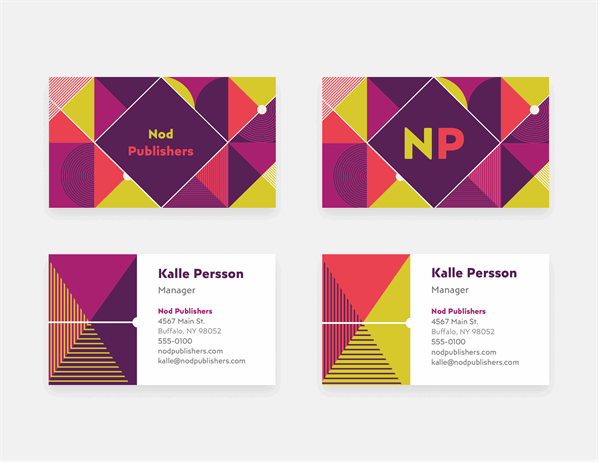 Nod
Publishers
NP
Kalle Persson
Manager
Nod Publishers
4567 Main St.
Buffalo, NY 98052
555-0100
nodpublishers.com
kalle@nodpublishers.com
Kalle Persson
Manager
Nod Publishers
4567 Main St.
Buffalo, NY 98052
555-0100
nodpublishers.com
kalle@nodpublishers.com